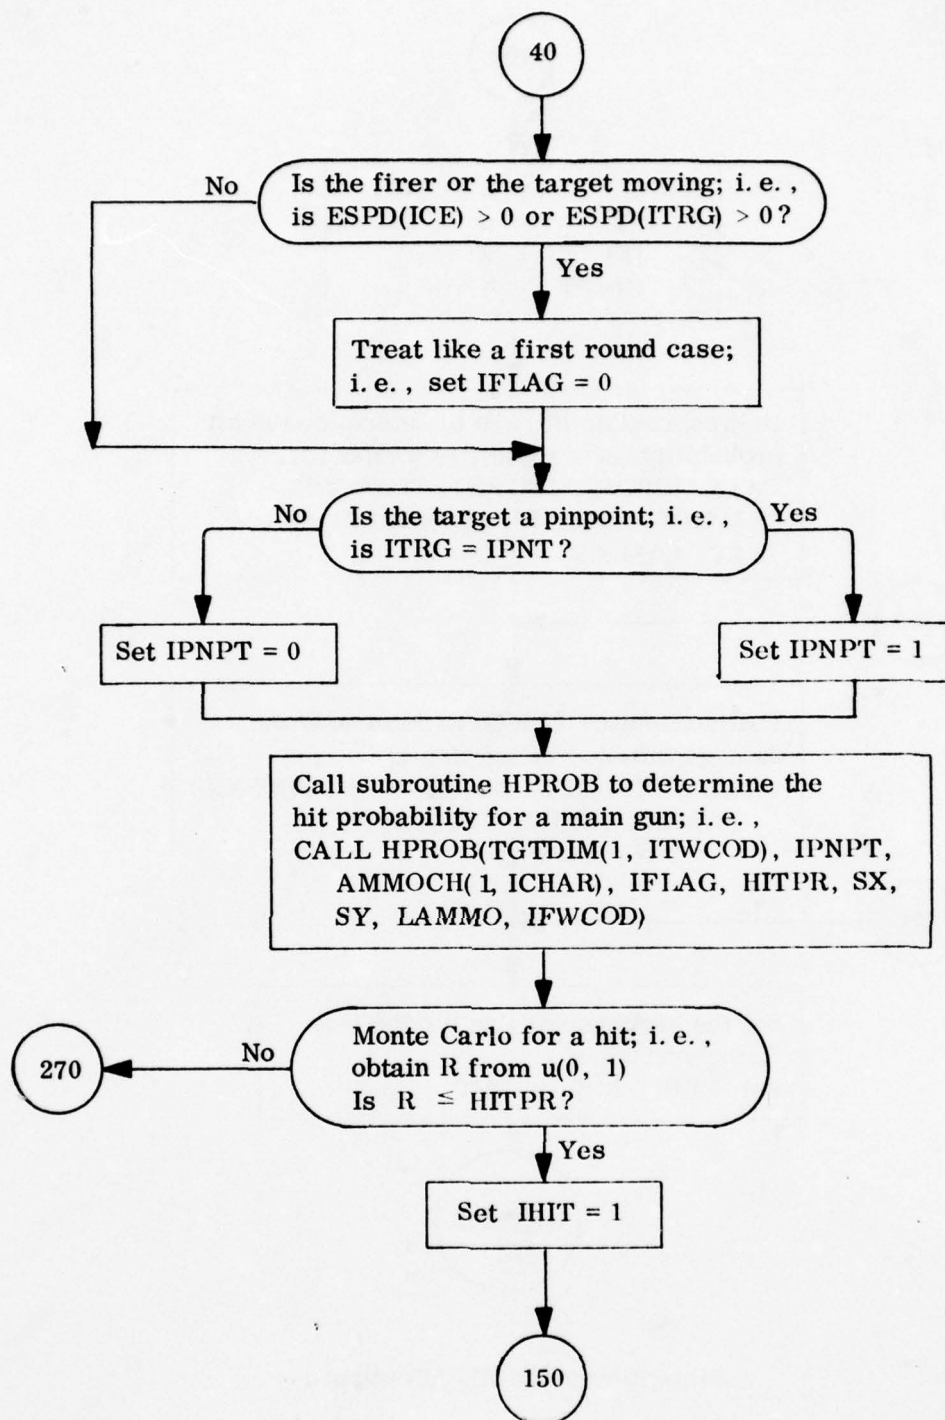 40
Is the firer or the target moving; i. e. ,
is ESPD(ICE) > 0 or ESPD(ITRG) > 0?
No
Yes
Treat like a first round case;
i. e. , set IFLAG = 0
Is the target a pinpoint; i. e. ,
is ITRG = IPNT?
No
Yes
Set IPNPT = 0
Set IPNPT = 1
Call subroutine HPROB to determine the
hit probability for a main gun; i. e. ,
CALL HPROB(TGTDIM(1, ITWCOD), IPNPT,
AMMOCH(1, ICHAR), IFLAG, HITPR, SX,
SY, LAMMO, IFWCOD)
Monte Carlo for a hit; i. e. ,
obtain R from u(0, 1)
Is R ≤ HITPR?
No
270
Yes
Set IHIT = 1
150